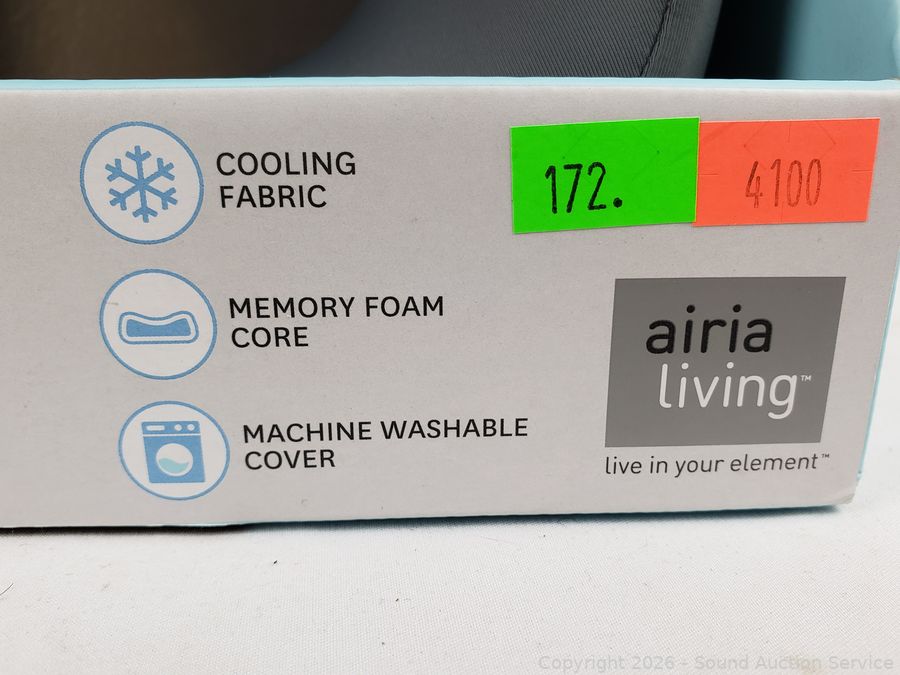 COOLING
FABRIC
172.
4100
MEMORY FOAM
CORE
airia
living™
live in your element™
MACHINE WASHABLE
COVER
Copyright 2026 - Sound Auction Service